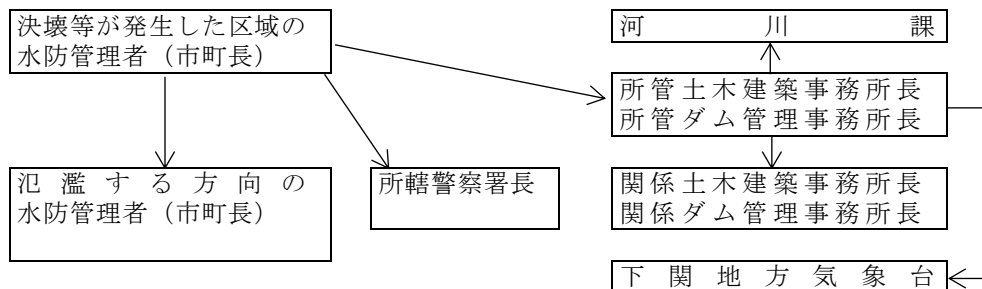 決壊等が発生した区域の
水防管理者（市町長）
河川課
所管土木建築事務所長
所管ダム管理事務所長
氾濫する方向の
水防管理者（市町長）
所轄警察署長
関係土木建築事務所長
関係ダム管理事務所長
下関地方気象台